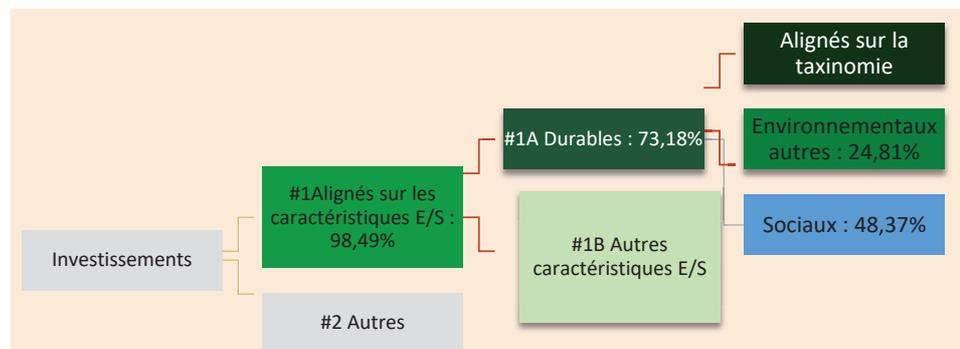 Investissements
#1Alignés sur les
caractéristiques E/S :
98,49%
#2 Autres
#1A Durables : 73,18%
#1B Autres
caractéristiques E/S
Alignés sur la
taxinomie
Environnementaux
autres : 24,81%
Sociaux : 48,37%